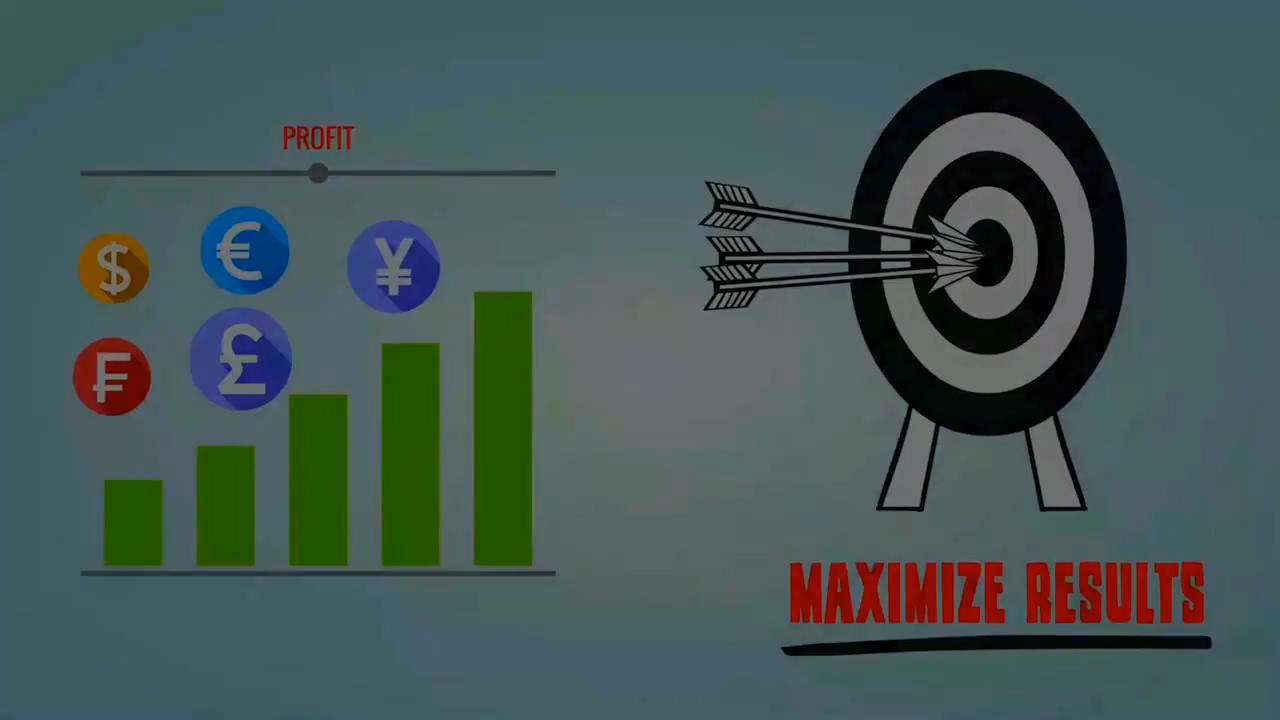 PROFIT
$
€
¥
₣
£
MAXIMIZE RESULTS